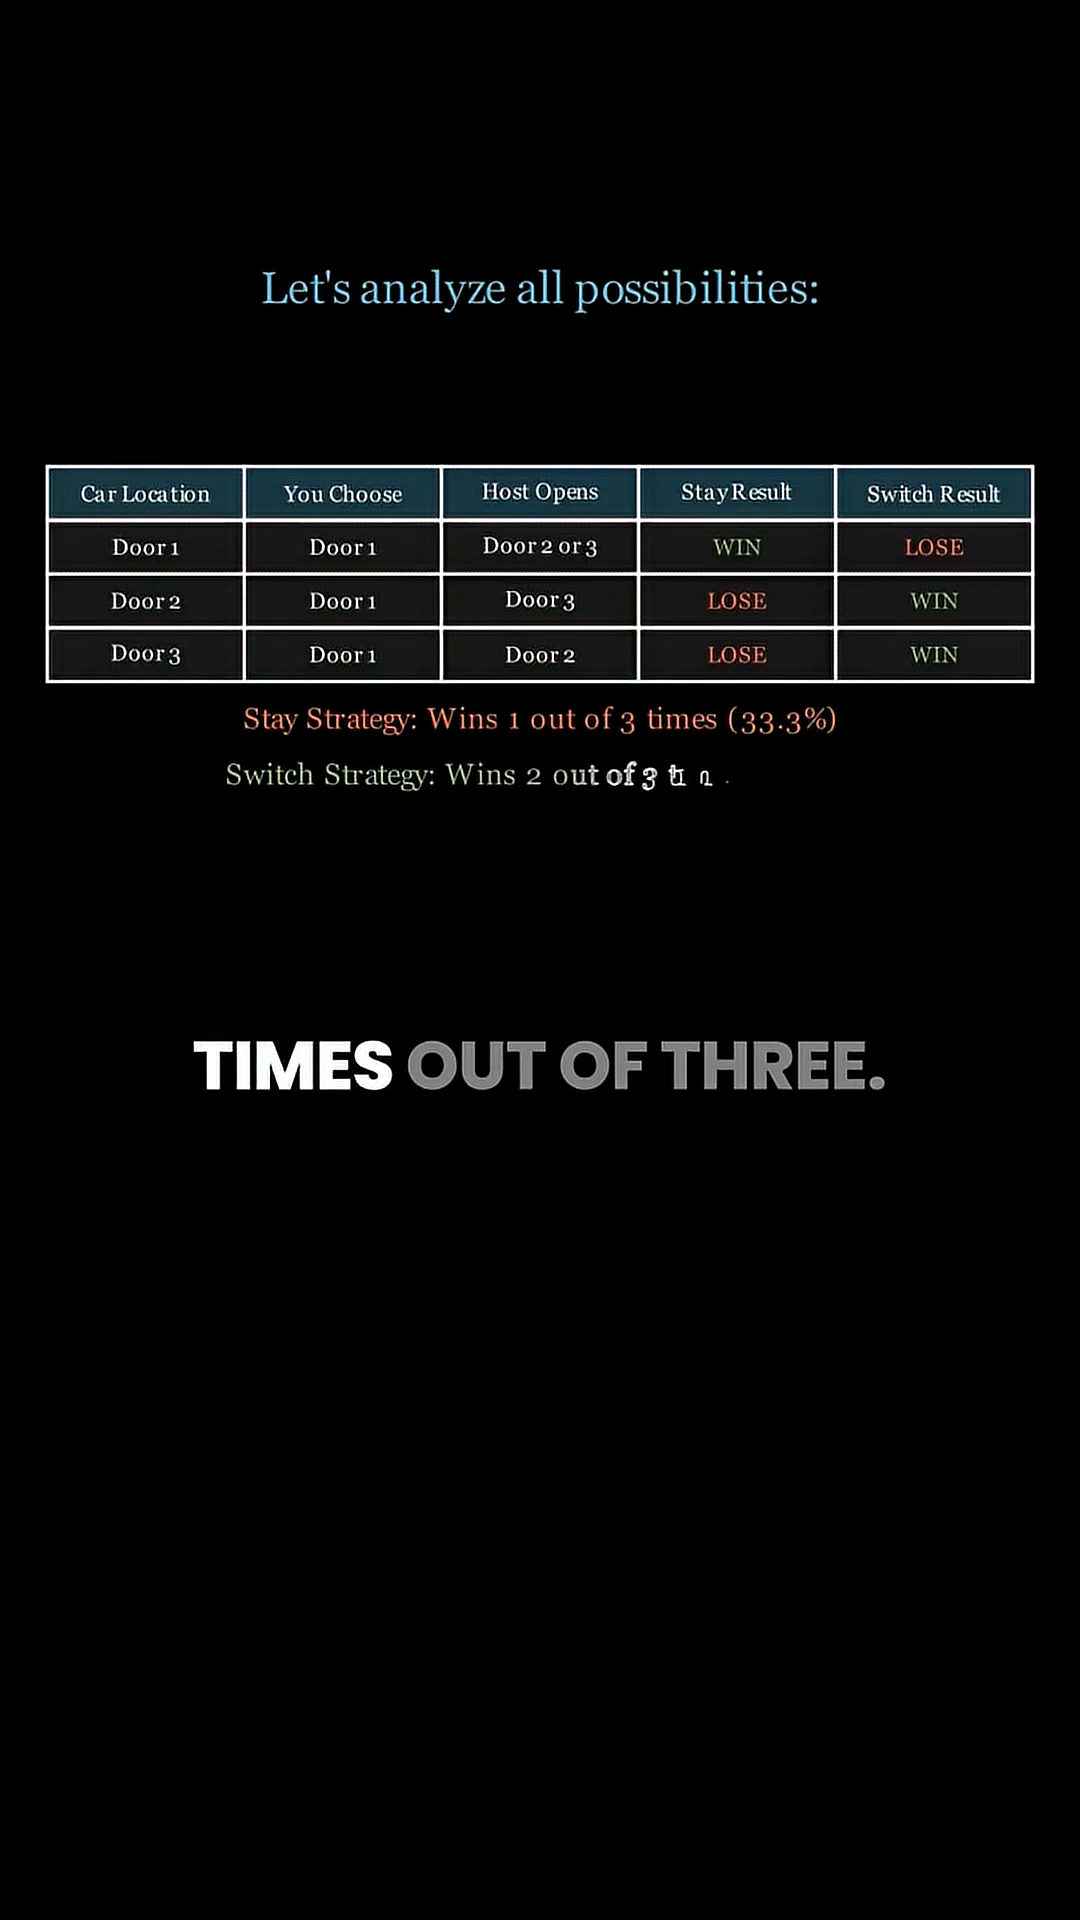 Let's analyze all possibilities:
Car Location You Choose Host Opens Stay Result Switch Result
Door 1 Door 1 Door 2 or 3 WIN LOSE
Door 2 Door 1 Door 3 LOSE WIN
Door 3 Door 1 Door 2 LOSE WIN
Stay Strategy: Wins 1 out of 3 times (33.3%)
Switch Strategy: Wins 2 out of 3
TIMES OUT OF THREE.